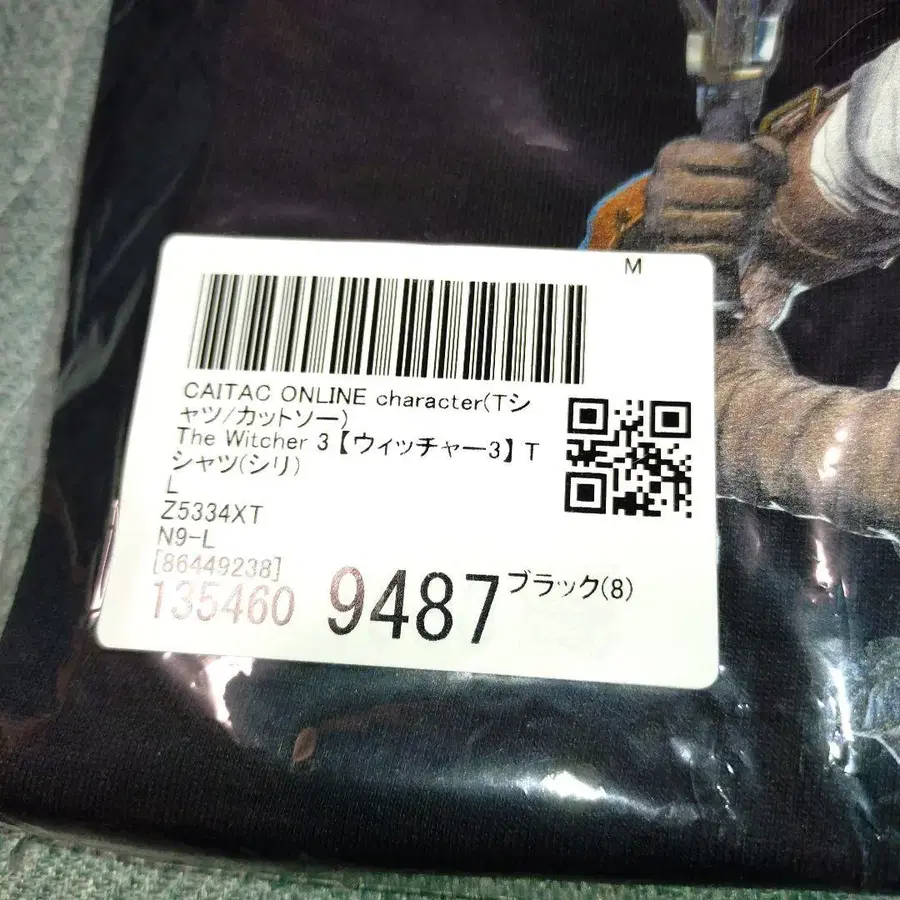 M
CAITAC ONLINE character(Tシ
ャツ/カットソー)
The Witcher 3【ウィッチャー3】 T
シャツ(シリ)
L
Z5334XT
N9-L
[86449238]
135460 9487 ブラック(8)